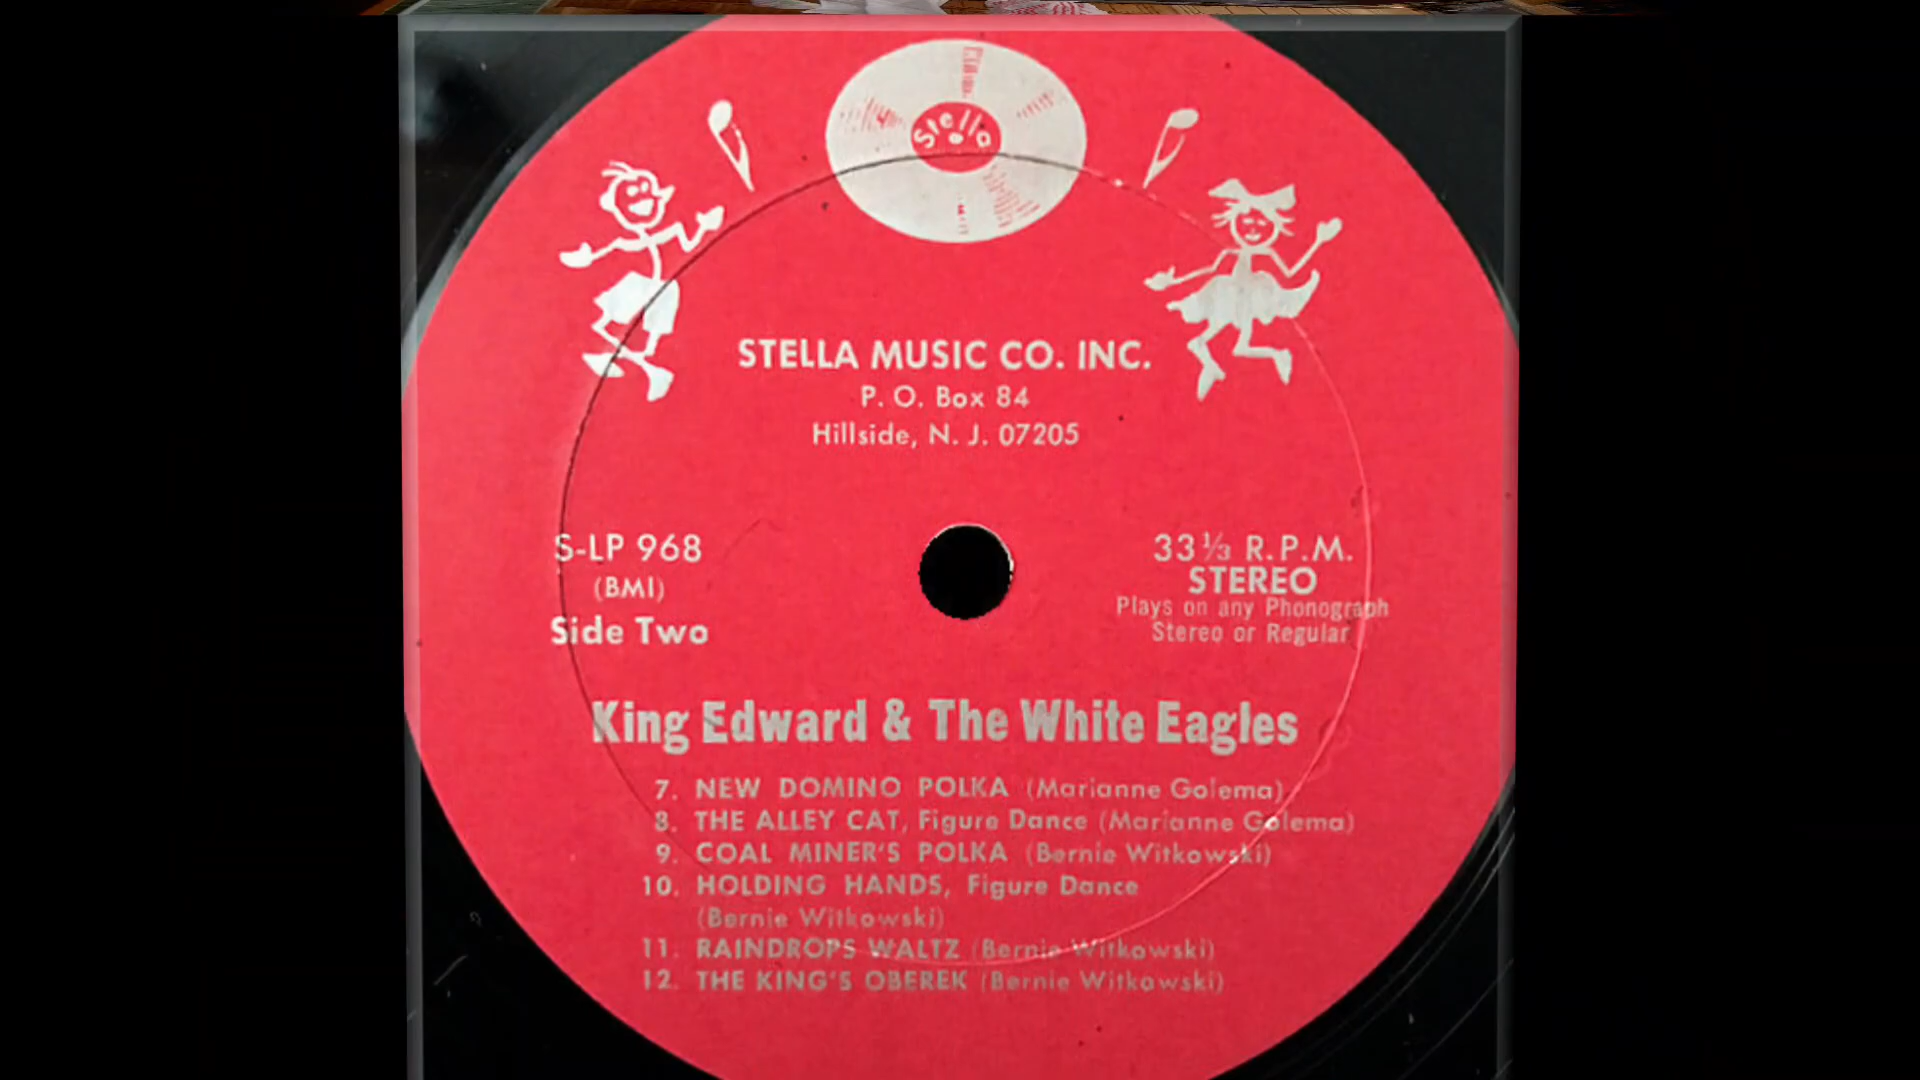 Stella
STELLA MUSIC CO. INC.
P. O. Box 84
Hillside, N. J. 07205
S-LP 968
(BMI)
Side Two
33⅓ R.P.M.
STEREO
Plays on any Phonograph
Stereo or Regular
King Edward & The White Eagles
7. NEW DOMINO POLKA (Marianne Golema)
8. THE ALLEY CAT, Figure Dance (Marianne Golema)
9. COAL MINER'S POLKA (Bernie Witkowski)
10. HOLDING HANDS, Figure Dance
(Bernie Witkowski)
11. RAINDROPS WALTZ (Bernie Witkowski)
12. THE KING'S OBEREK (Bernie Witkowski)